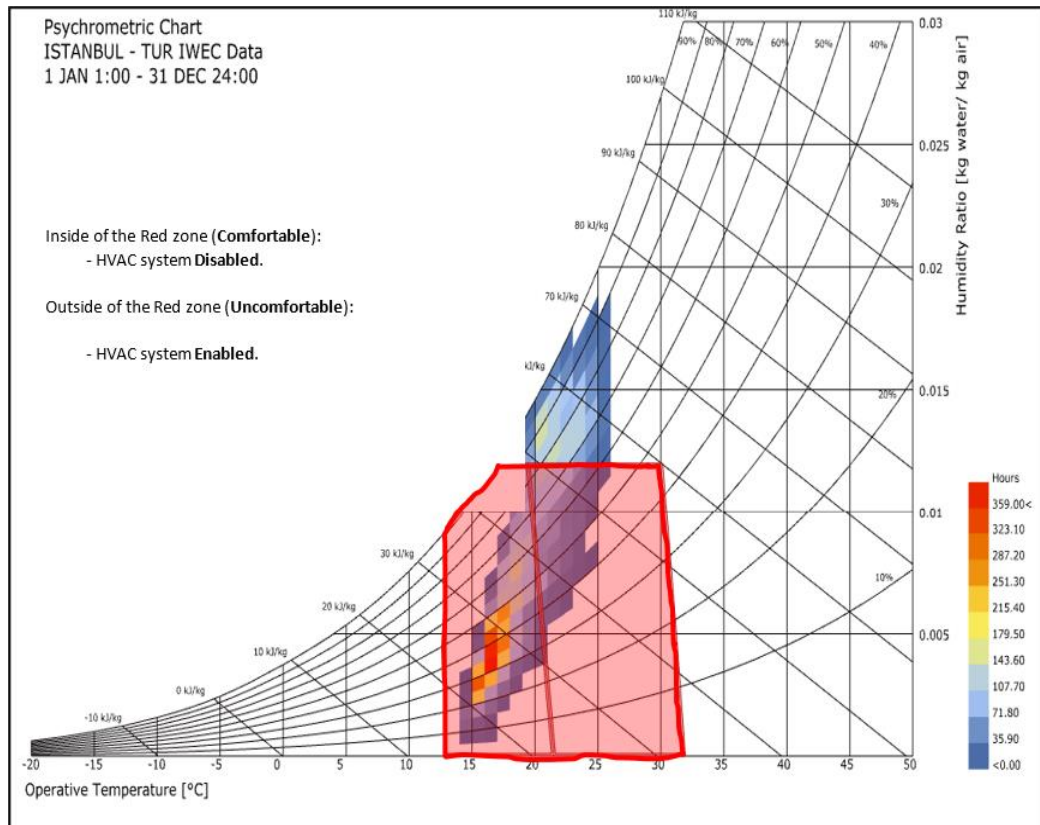 Psychrometric Chart
ISTANBUL - TUR IWEC Data
1 JAN 1:00 - 31 DEC 24:00
Inside of the Red zone (Comfortable):
- HVAC system Disabled.
Outside of the Red zone (Uncomfortable):
- HVAC system Enabled.
110 kJ/kg
100 kJ/kg
90 kJ/kg
80 kJ/kg
70 kJ/kg
kJ/kg
30 kJ/kg
20 kJ/kg
10 kJ/kg
0 kJ/kg
-10 kJ/kg
90% 80% 70% 60% 50% 40%
30%
20%
10%
0.03
0.025
0.02
0.015
0.01
0.005
Humidity Ratio [kg water/ kg air]
Hours
359.00<
323.10
287.20
251.30
215.40
179.50
143.60
107.70
71.80
35.90
<0.00
-20 -15 -10 -5 0 5 10 15 20 25 30 35 40 45 50
Operative Temperature [°C]